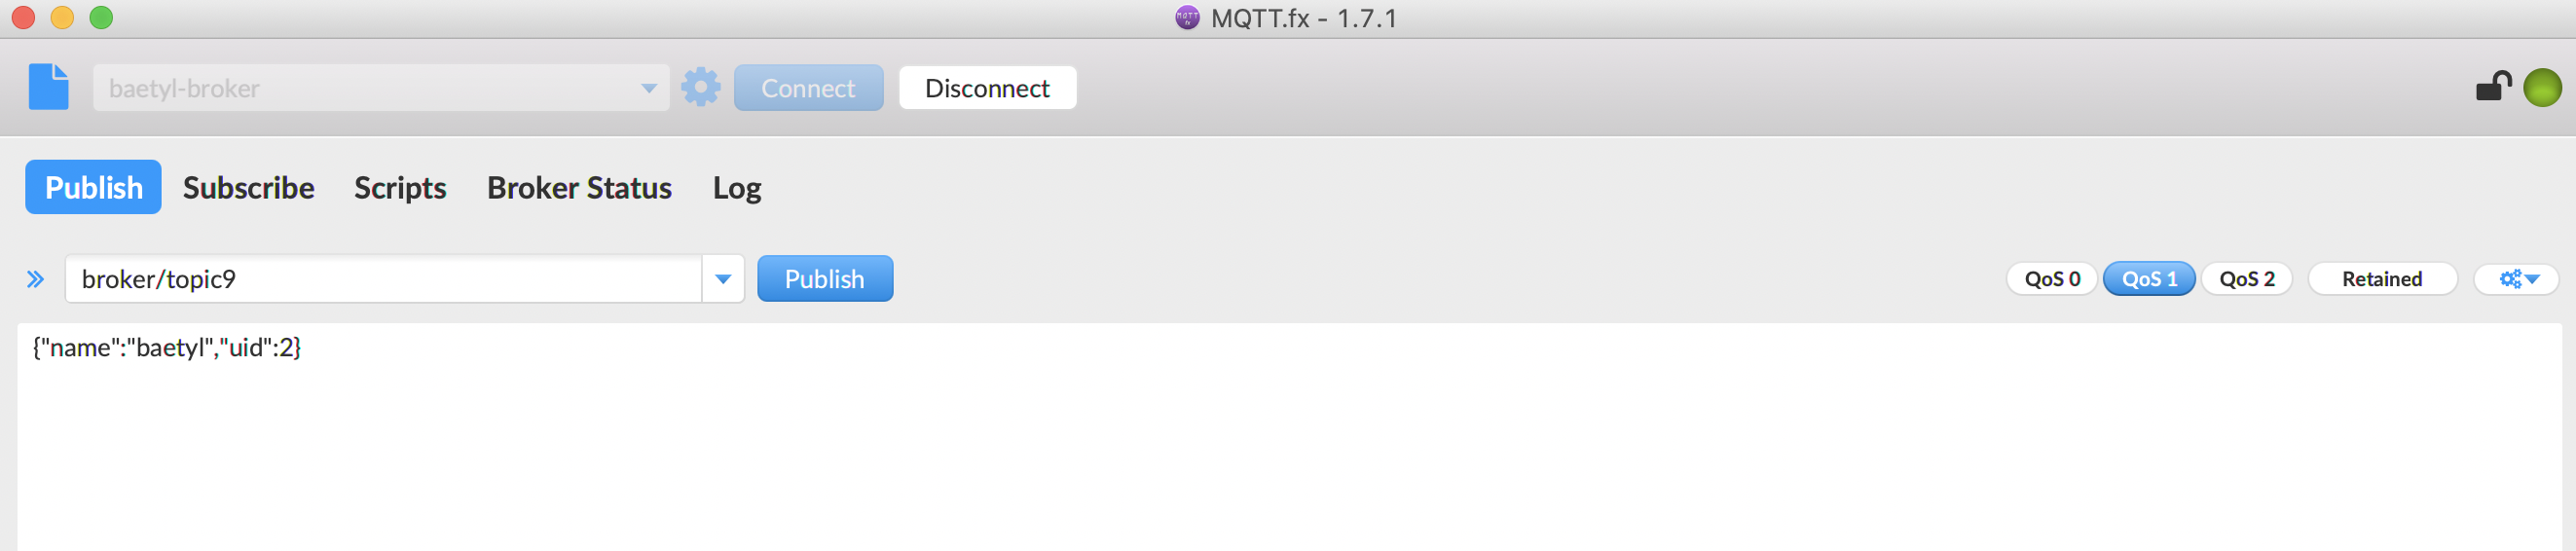 MQTT.fx - 1.7.1
baetyl-broker Connect Disconnect
Publish Subscribe Scripts Broker Status Log
broker/topic9 Publish QoS 0 QoS 1 QoS 2 Retained
{"name":"baetyl","uid":2}